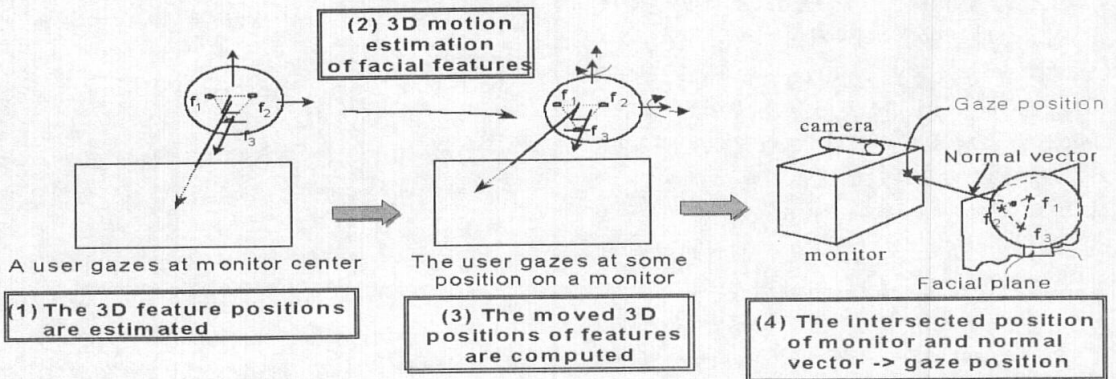 (2) 3D motion
estimation
of facial features
f₁
f₂
f₃
f₁
f₂
f₃
Gaze position
camera
Normal vector
f₁
f₂
f₃
monitor
Facial plane
A user gazes at monitor center
The user gazes at some
position on a monitor
(1) The 3D feature positions
are estimated
(3) The moved 3D
positions of features
are computed
(4) The intersected position
of monitor and normal
vector -> gaze position